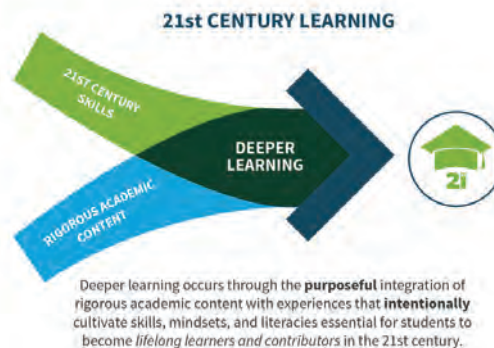 21st CENTURY LEARNING
21ST CENTURY
SKILLS
DEEPER
LEARNING
RIGOROUS ACADEMIC
CONTENT
2i
Deeper learning occurs through the purposeful integration of
rigorous academic content with experiences that intentionally
cultivate skills, mindsets, and literacies essential for students to
become lifelong learners and contributors in the 21st century.